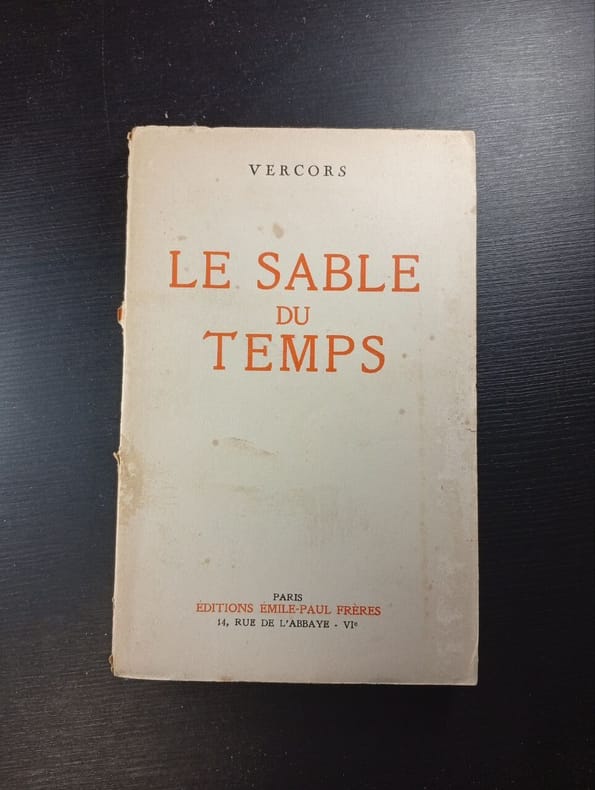 VERCORS
LE SABLE
DU
TEMPS
PARIS
ÉDITIONS ÉMILE-PAUL FRÈRES
14, RUE DE L'ABBAYE - VIᵉ